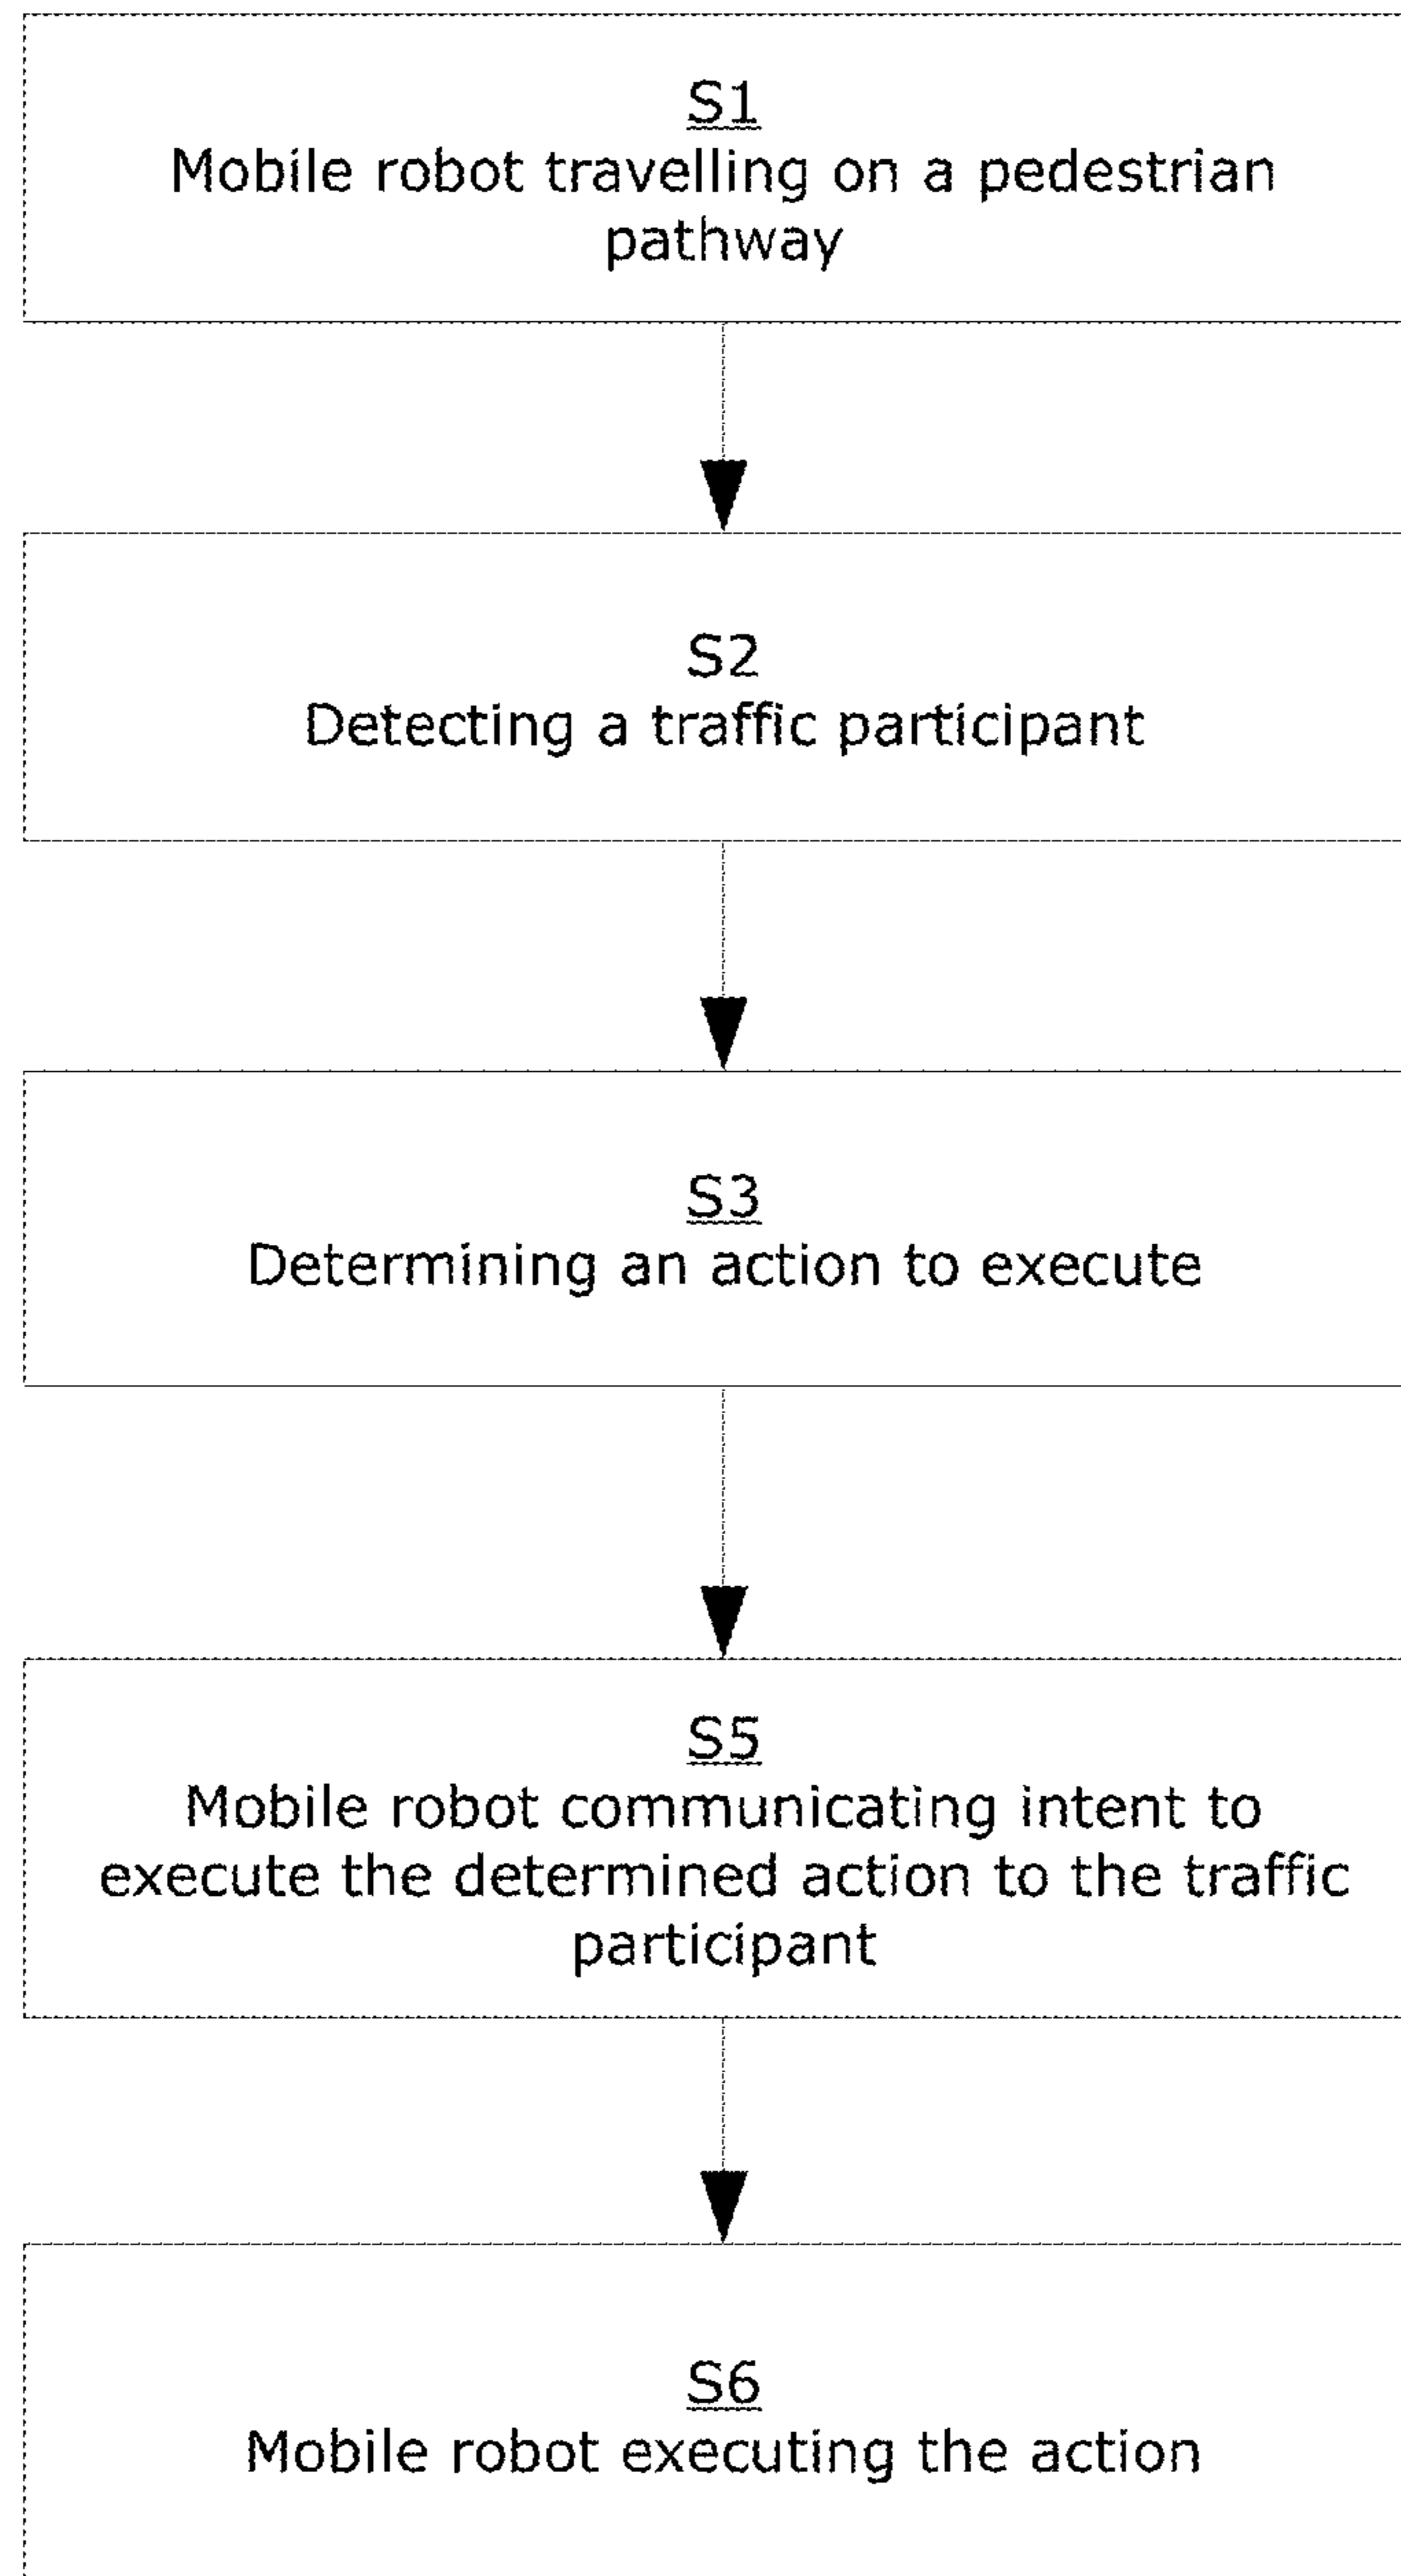 S1
Mobile robot travelling on a pedestrian
pathway
S2
Detecting a traffic participant
S3
Determining an action to execute
S5
Mobile robot communicating intent to
execute the determined action to the traffic
participant
S6
Mobile robot executing the action